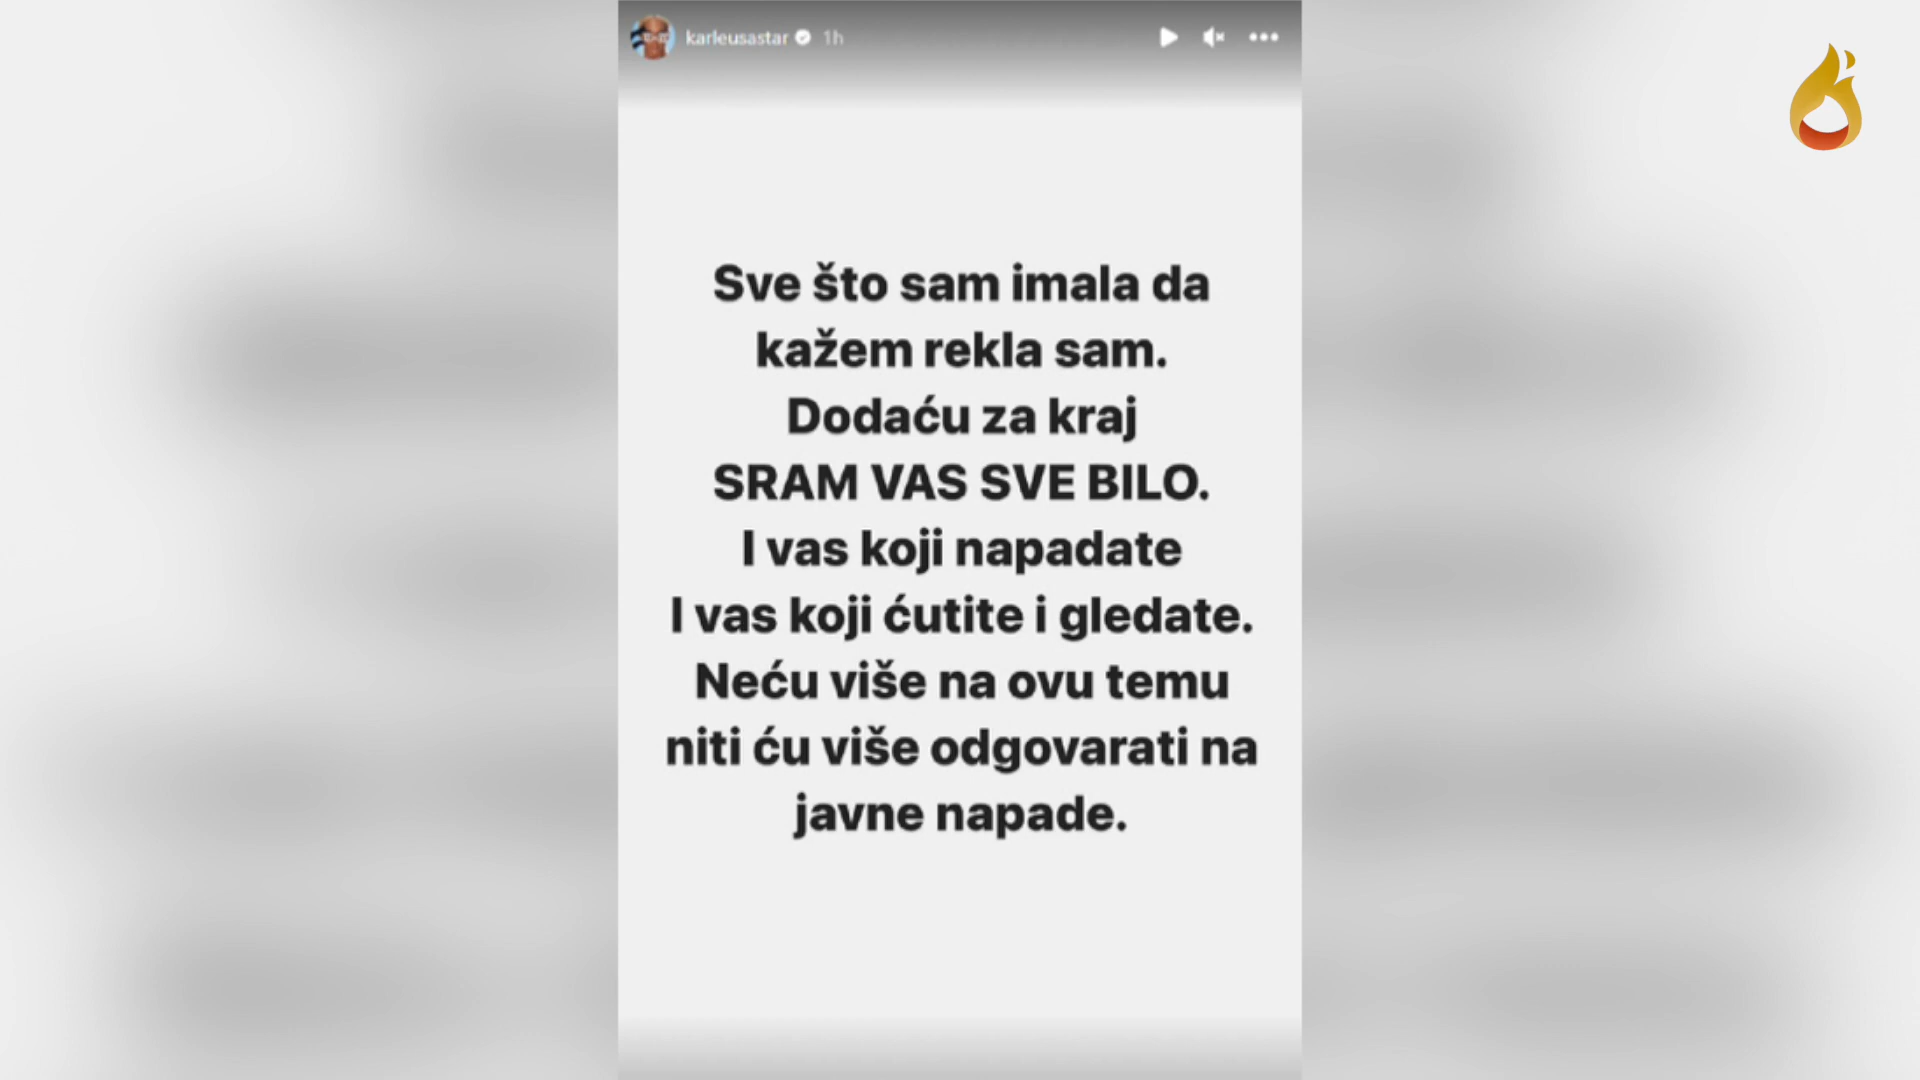 karleusastar 1h
Sve što sam imala da
kažem rekla sam.
Dodaću za kraj
SRAM VAS SVE BILO.
I vas koji napadate
I vas koji ćutite i gledate.
Neću više na ovu temu
niti ću više odgovarati na
javne napade.